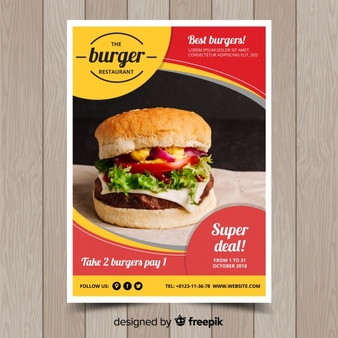 THE
burger
RESTAURANT
Best burgers!
LOREM IPSUM DOLOR SIT AMET,
CONSECTETUR ADIPISCING ELIT,
SED DIAM NONUMMY
Super
deal!
FROM 1 TO 31
OCTOBER 2018
Take 2 burgers pay 1
FOLLOW US
TEL: +0123-11-36-78
WWW.WEBSITE.COM
designed by freepik